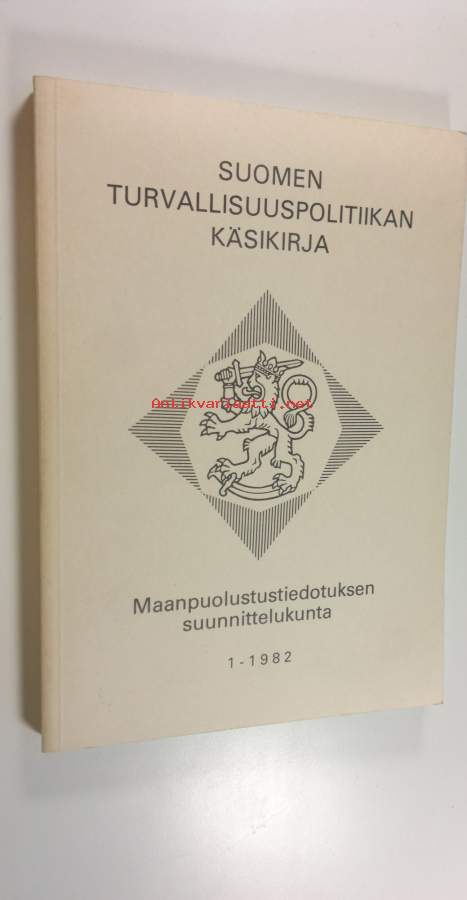 SUOMEN
TURVALLISUUSPOLITIIKAN
KÄSIKIRJA
Antikvariaatti.net
Maanpuolustustiedotuksen
suunnittelukunta
1-1982